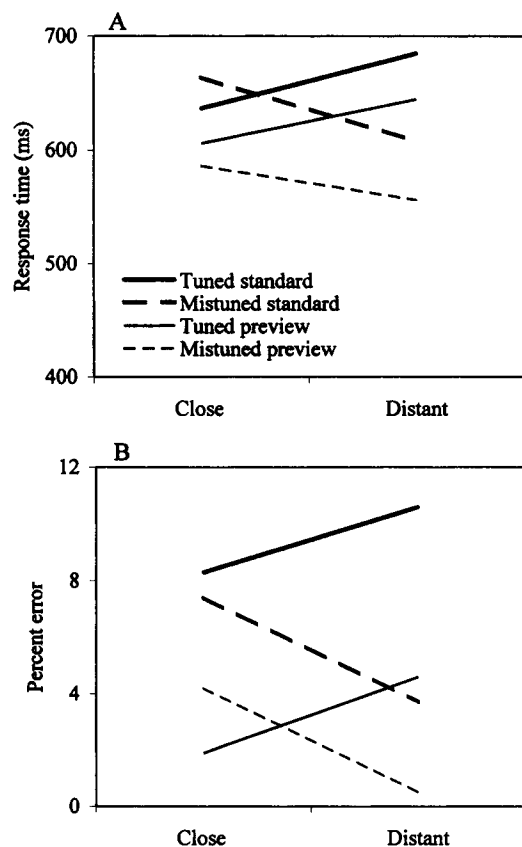 A
700
600
500
400
Response time (ms)
Tuned standard
Mistuned standard
Tuned preview
Mistuned preview
Close Distant
B
12
8
4
0
Percent error
Close Distant